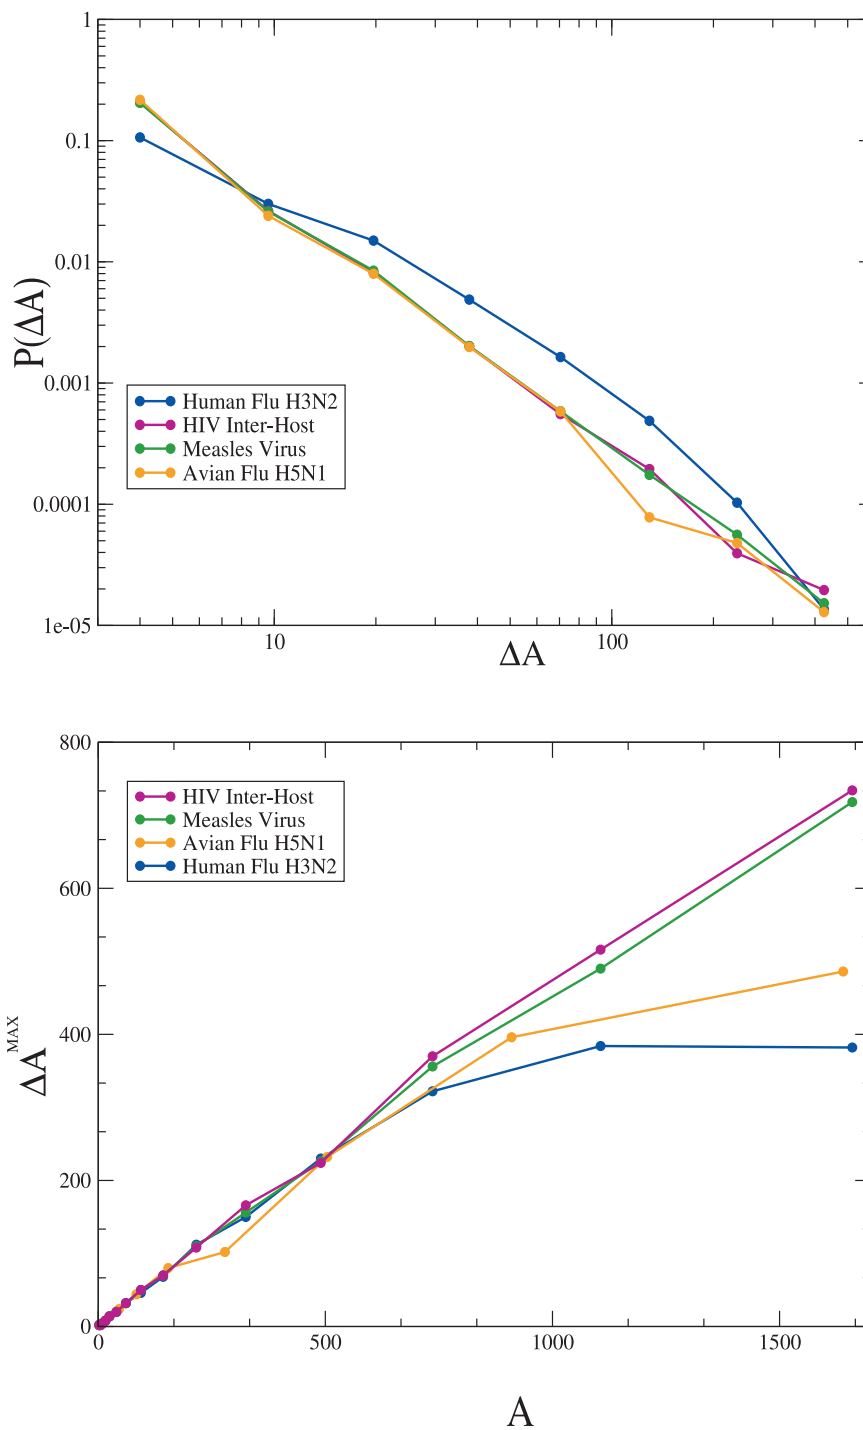 1
0.1
0.01
0.001
0.0001
1e-05
P(ΔA)
Human Flu H3N2
HIV Inter-Host
Measles Virus
Avian Flu H5N1
10
100
ΔA
800
600
400
200
0
ΔA^MAX
HIV Inter-Host
Measles Virus
Avian Flu H5N1
Human Flu H3N2
0
500
1000
1500
A